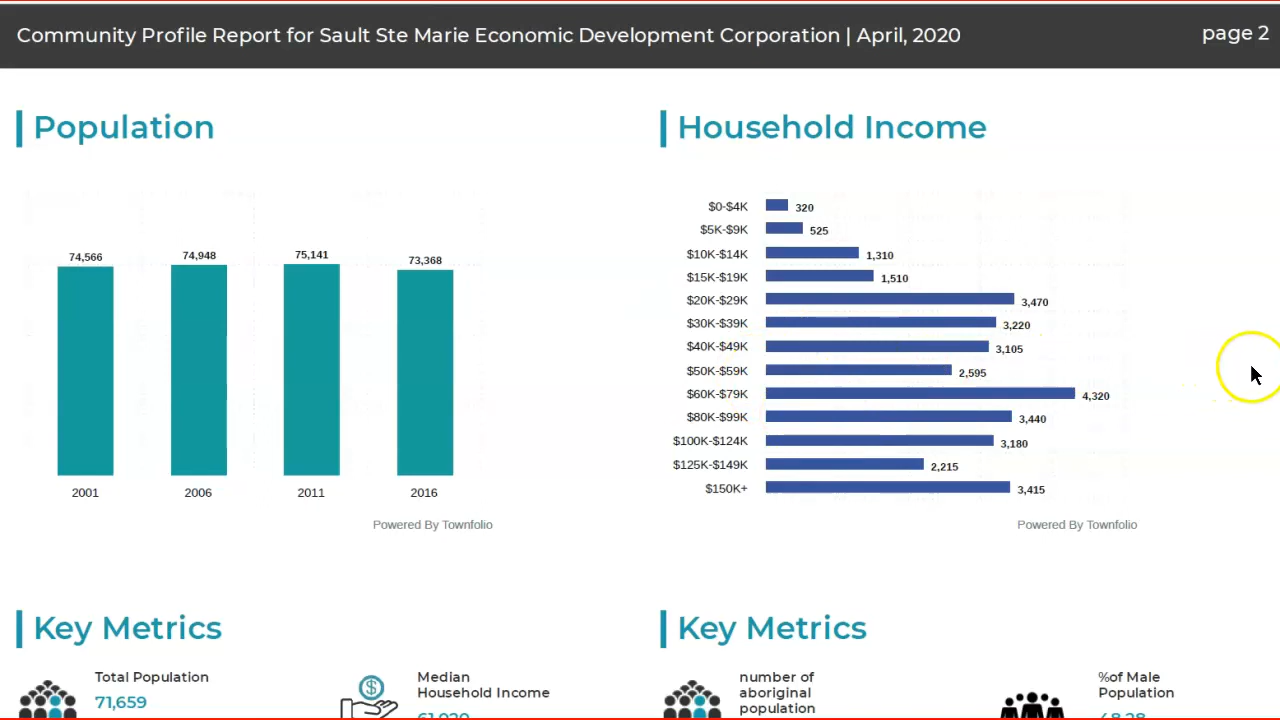 Community Profile Report for Sault Ste Marie Economic Development Corporation | April, 2020
page 2
Population
74,566
74,948
75,141
73,368
2001
2006
2011
2016
Powered By Townfolio
Household Income
$0-$4K 320
$5K-$9K 525
$10K-$14K 1,310
$15K-$19K 1,510
$20K-$29K 3,470
$30K-$39K 3,220
$40K-$49K 3,105
$50K-$59K 2,595
$60K-$79K 4,320
$80K-$99K 3,440
$100K-$124K 3,180
$125K-$149K 2,215
$150K+ 3,415
Powered By Townfolio
Key Metrics
Total Population
71,659
$
Median
Household Income
Key Metrics
number of
aboriginal
population
%of Male
Population